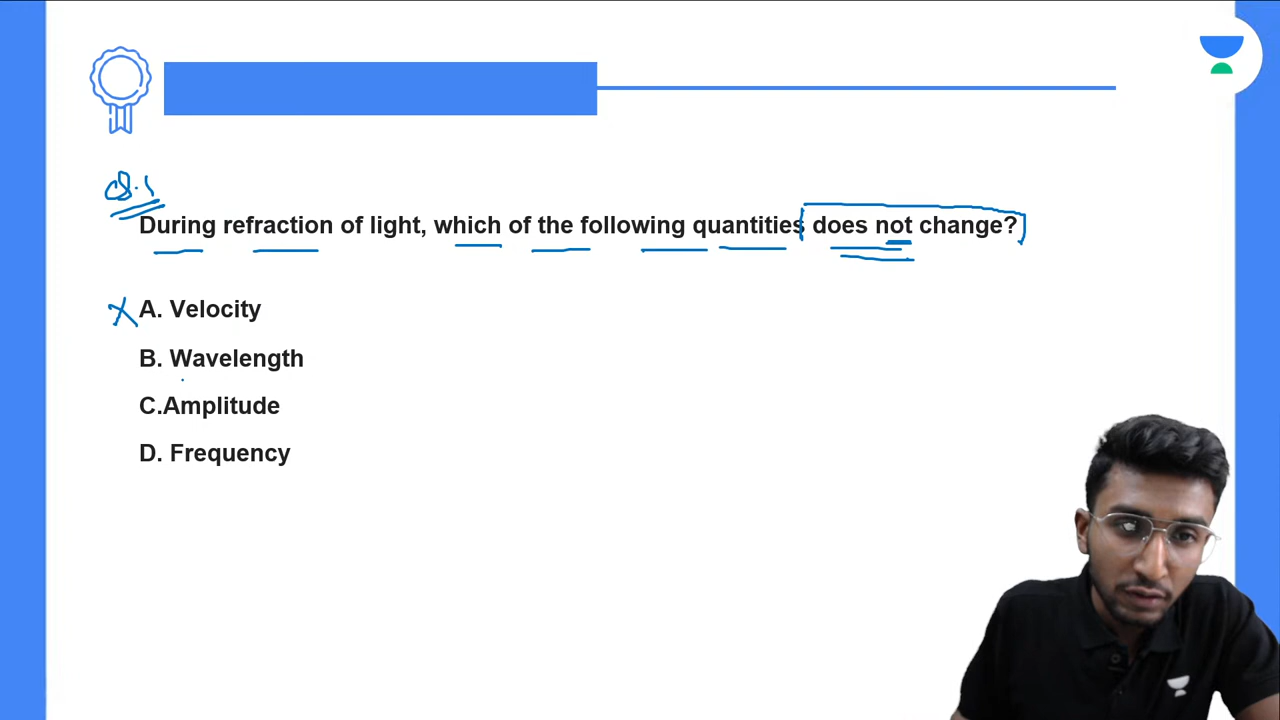 Q.1
During refraction of light, which of the following quantities does not change?
A. Velocity
B. Wavelength
C.Amplitude
D. Frequency